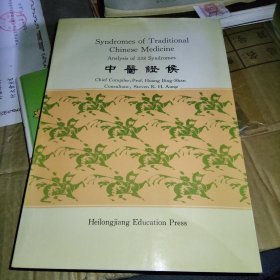 Syndromes of Traditional
Chinese Medicine
Analysis of 338 Syndromes
中醫證候
Chief Compiler: Prof. Huang Bing-Shan
Consultant: Steven K. H. Aung
Heilongjiang Education Press